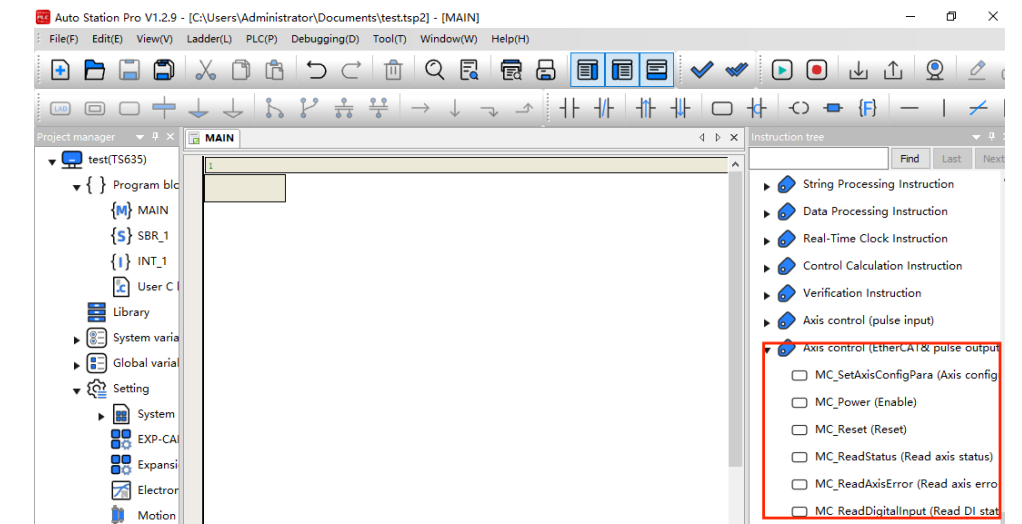 Auto Station Pro V1.2.9 - [C:\Users\Administrator\Documents\test.tsp2] - [MAIN]
File(F) Edit(E) View(V) Ladder(L) PLC(P) Debugging(D) Tool(T) Window(W) Help(H)
LAD
{F}
Project manager
MAIN
Instruction tree
test(TS635)
1
Find Last Next
Program blo
String Processing Instruction
{M} MAIN
Data Processing Instruction
{S} SBR_1
Real-Time Clock Instruction
{I} INT_1
Control Calculation Instruction
User C l
Verification Instruction
Library
Axis control (pulse input)
System varia
Axis control (EtherCAT& pulse output
Global varial
MC_SetAxisConfigPara (Axis config
Setting
MC_Power (Enable)
System
MC_Reset (Reset)
EXP-CAI
MC_ReadStatus (Read axis status)
Expansi
MC_ReadAxisError (Read axis erro
Electror
MC_ReadDigitalInput (Read DI stat
Motion